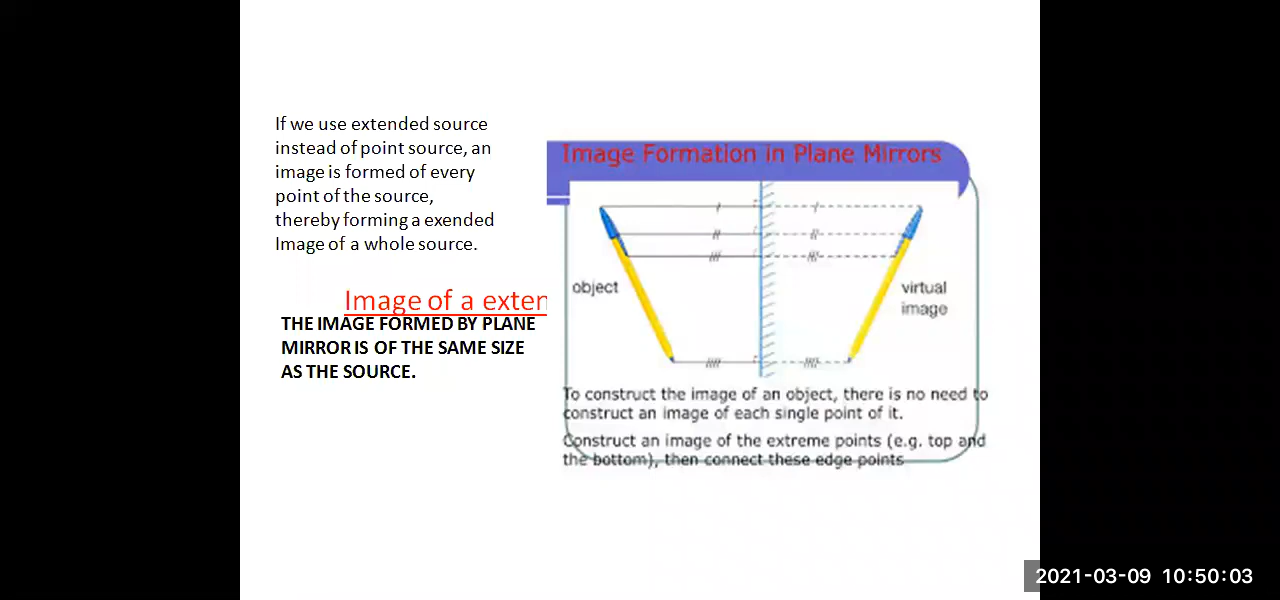 If we use extended source
instead of point source, an
image is formed of every
point of the source,
thereby forming a exended
Image of a whole source.
Image of a exten
THE IMAGE FORMED BY PLANE
MIRROR IS OF THE SAME SIZE
AS THE SOURCE.
Image Formation in Plane Mirrors
object
virtual
image
To construct the image of an object, there is no need to
construct an image of each single point of it.
Construct an image of the extreme points (e.g. top and
the bottom), then connect these edge points
2021-03-09 10:50:03